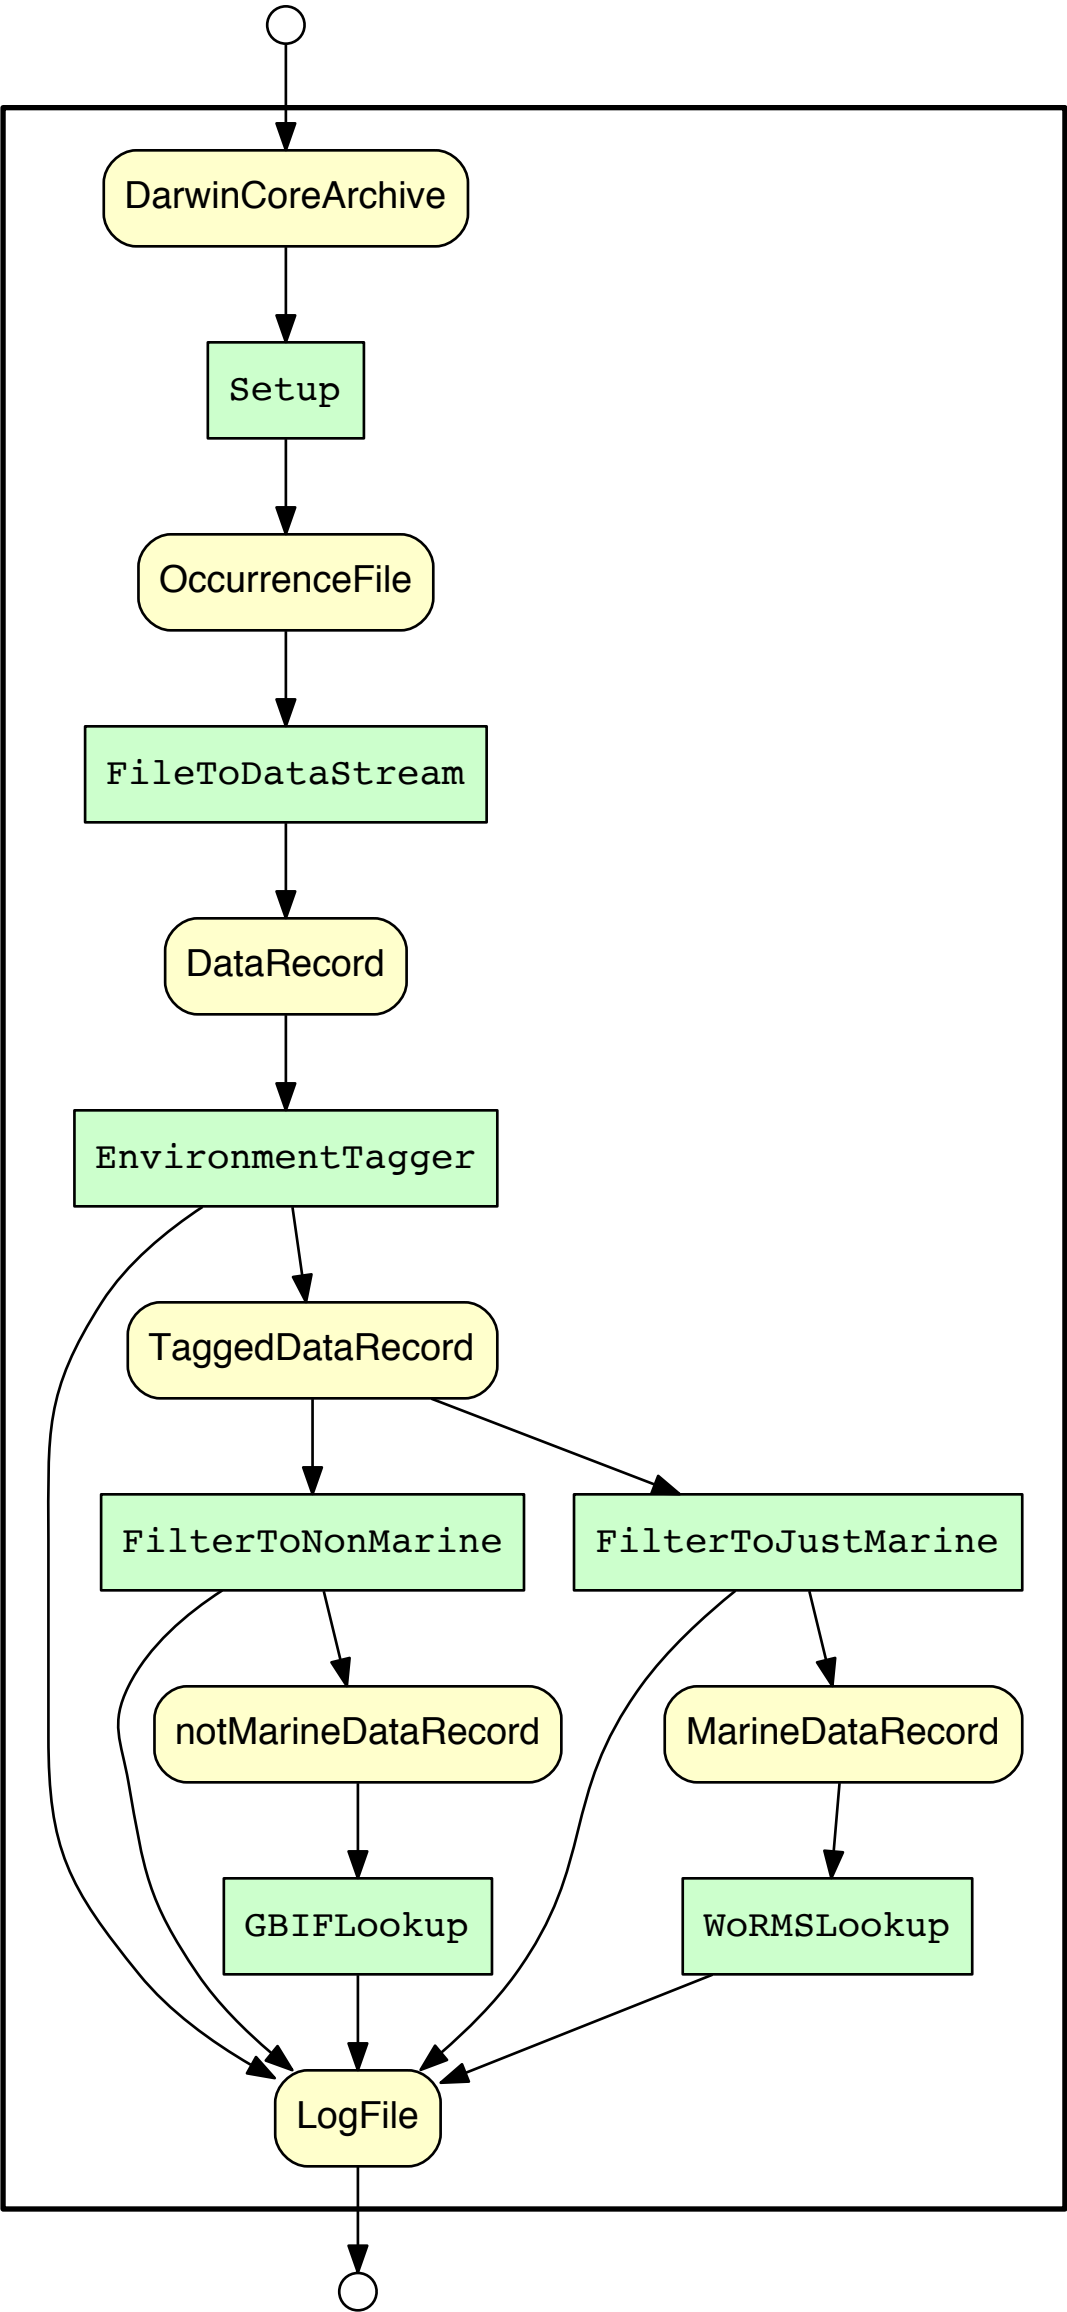 DarwinCoreArchive
Setup
OccurrenceFile
FileToDataStream
DataRecord
EnvironmentTagger
TaggedDataRecord
FilterToNonMarine
FilterToJustMarine
notMarineDataRecord
MarineDataRecord
GBIFLookup
WoRMSLookup
LogFile